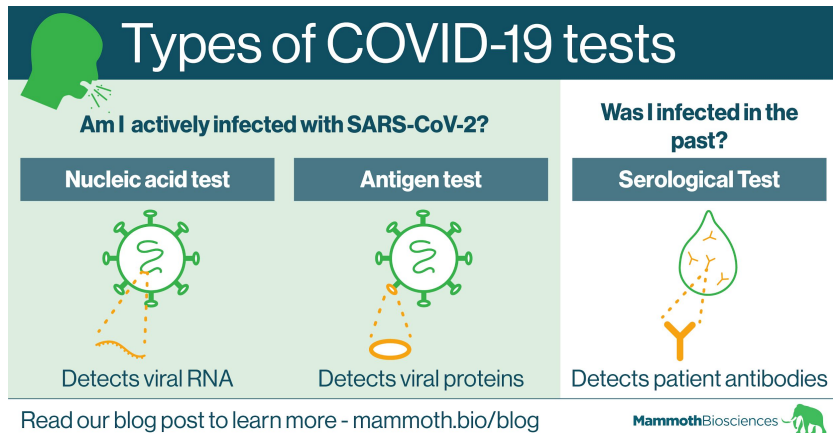 Types of COVID-19 tests
Am I actively infected with SARS-CoV-2?
Nucleic acid test
Detects viral RNA
Antigen test
Detects viral proteins
Was I infected in the
past?
Serological Test
Detects patient antibodies
Read our blog post to learn more - mammoth.bio/blog
MammothBiosciences